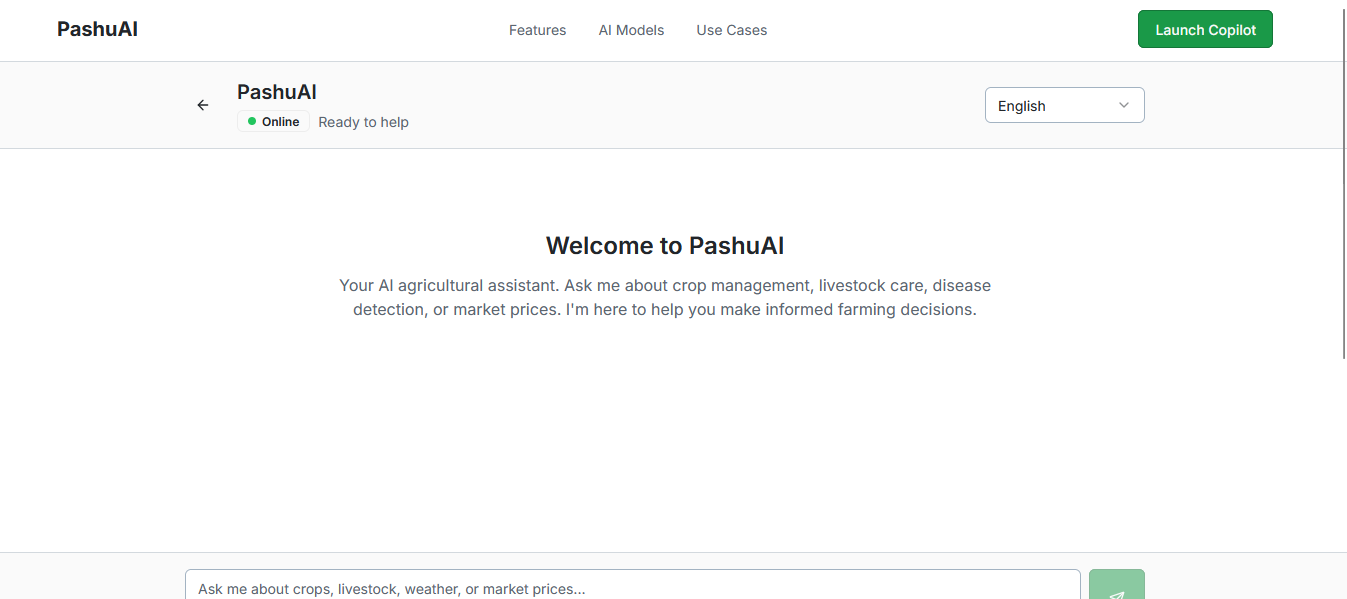 PashuAI
Features
AI Models
Use Cases
Launch Copilot
PashuAI
Online
Ready to help
English
Welcome to PashuAI
Your AI agricultural assistant. Ask me about crop management, livestock care, disease
detection, or market prices. I'm here to help you make informed farming decisions.
Ask me about crops, livestock, weather, or market prices...